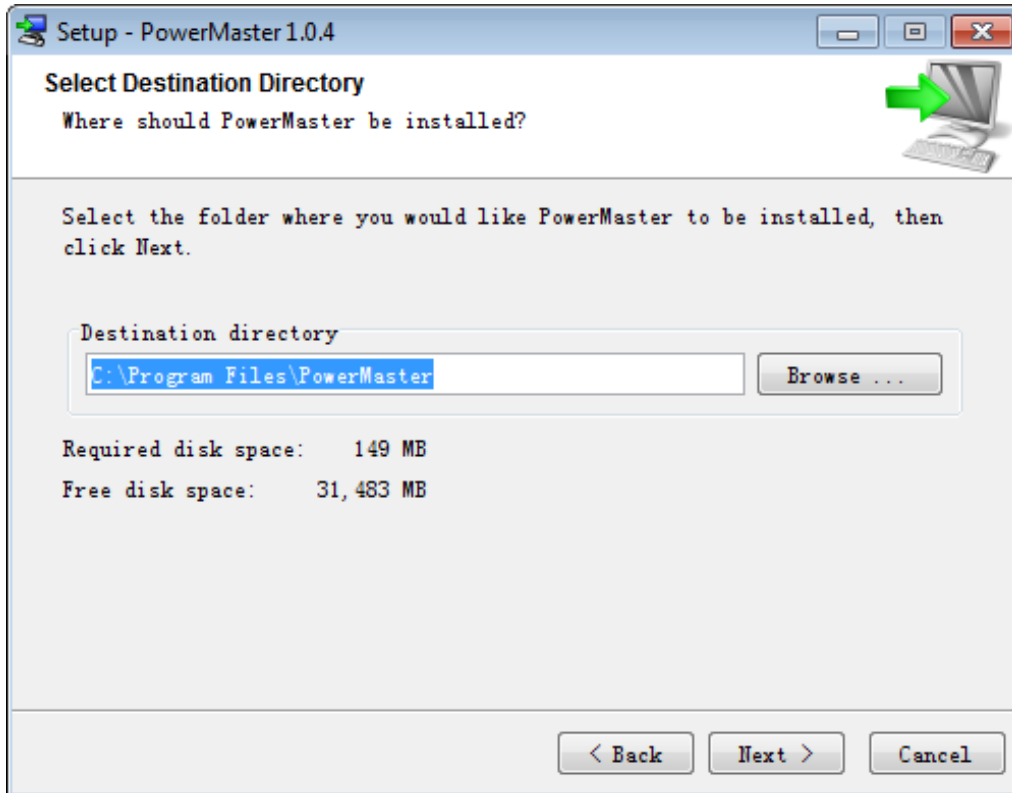 Setup - PowerMaster 1.0.4
Select Destination Directory
Where should PowerMaster be installed?
Select the folder where you would like PowerMaster to be installed, then
click Next.
Destination directory
C:\Program Files\PowerMaster
Browse ...
Required disk space: 149 MB
Free disk space: 31,483 MB
< Back
Next >
Cancel